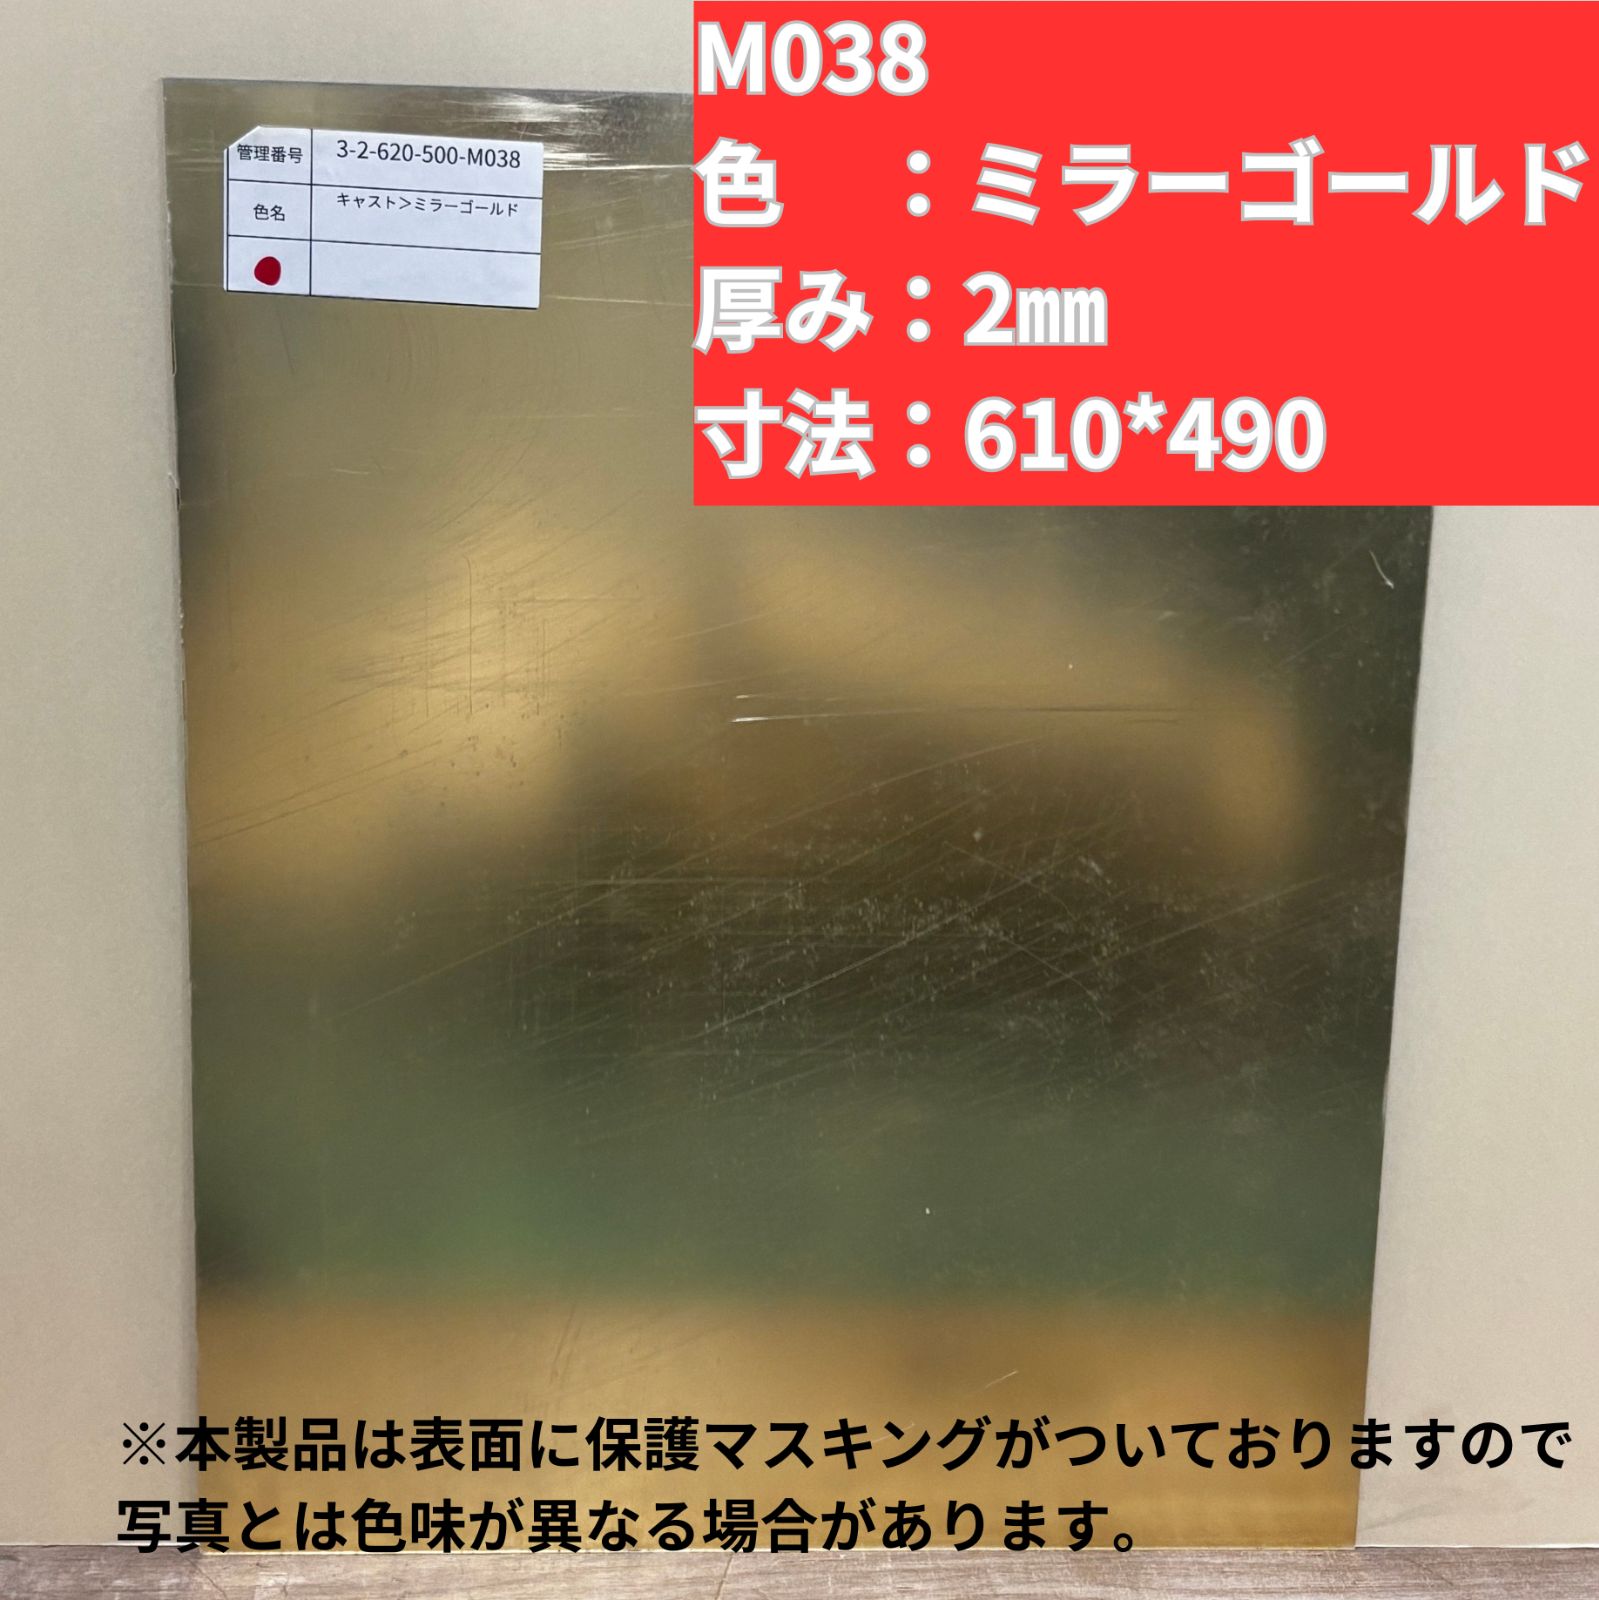 M038
色　：ミラーゴールド
厚み：2㎜
寸法：610*490
管理番号 3-2-620-500-M038
色名 キャスト＞ミラーゴールド
※本製品は表面に保護マスキングがついておりますので
写真とは色味が異なる場合があります。